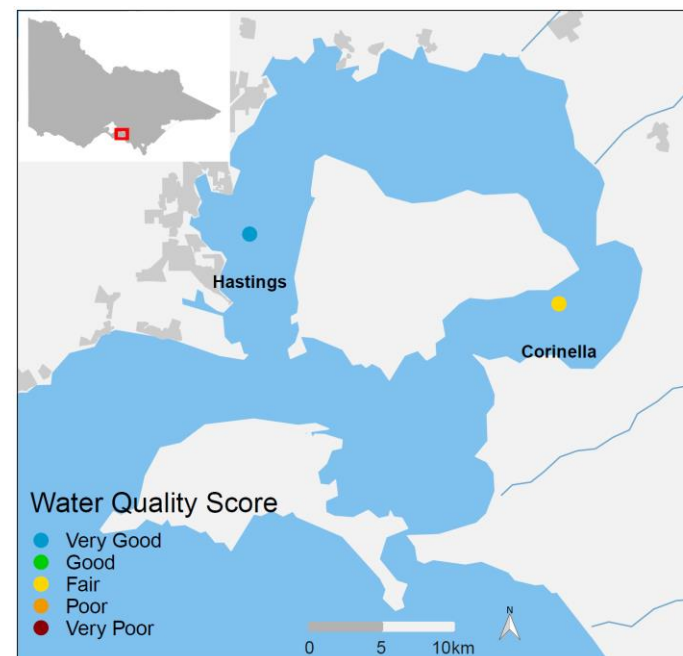 Hastings
Corinella
Water Quality Score
Very Good
Good
Fair
Poor
Very Poor
N
0 5 10km